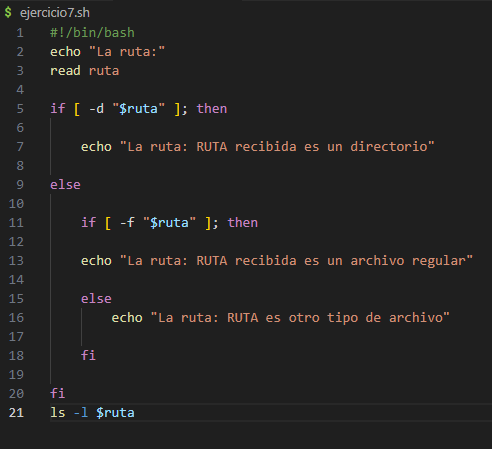 $ ejercicio7.sh
1 #!/bin/bash
2 echo "La ruta:"
3 read ruta
4
5 if [ -d "$ruta" ]; then
6
7 echo "La ruta: RUTA recibida es un directorio"
8
9 else
10
11 if [ -f "$ruta" ]; then
12
13 echo "La ruta: RUTA recibida es un archivo regular"
14
15 else
16 echo "La ruta: RUTA es otro tipo de archivo"
17
18 fi
19
20 fi
21 ls -l $ruta